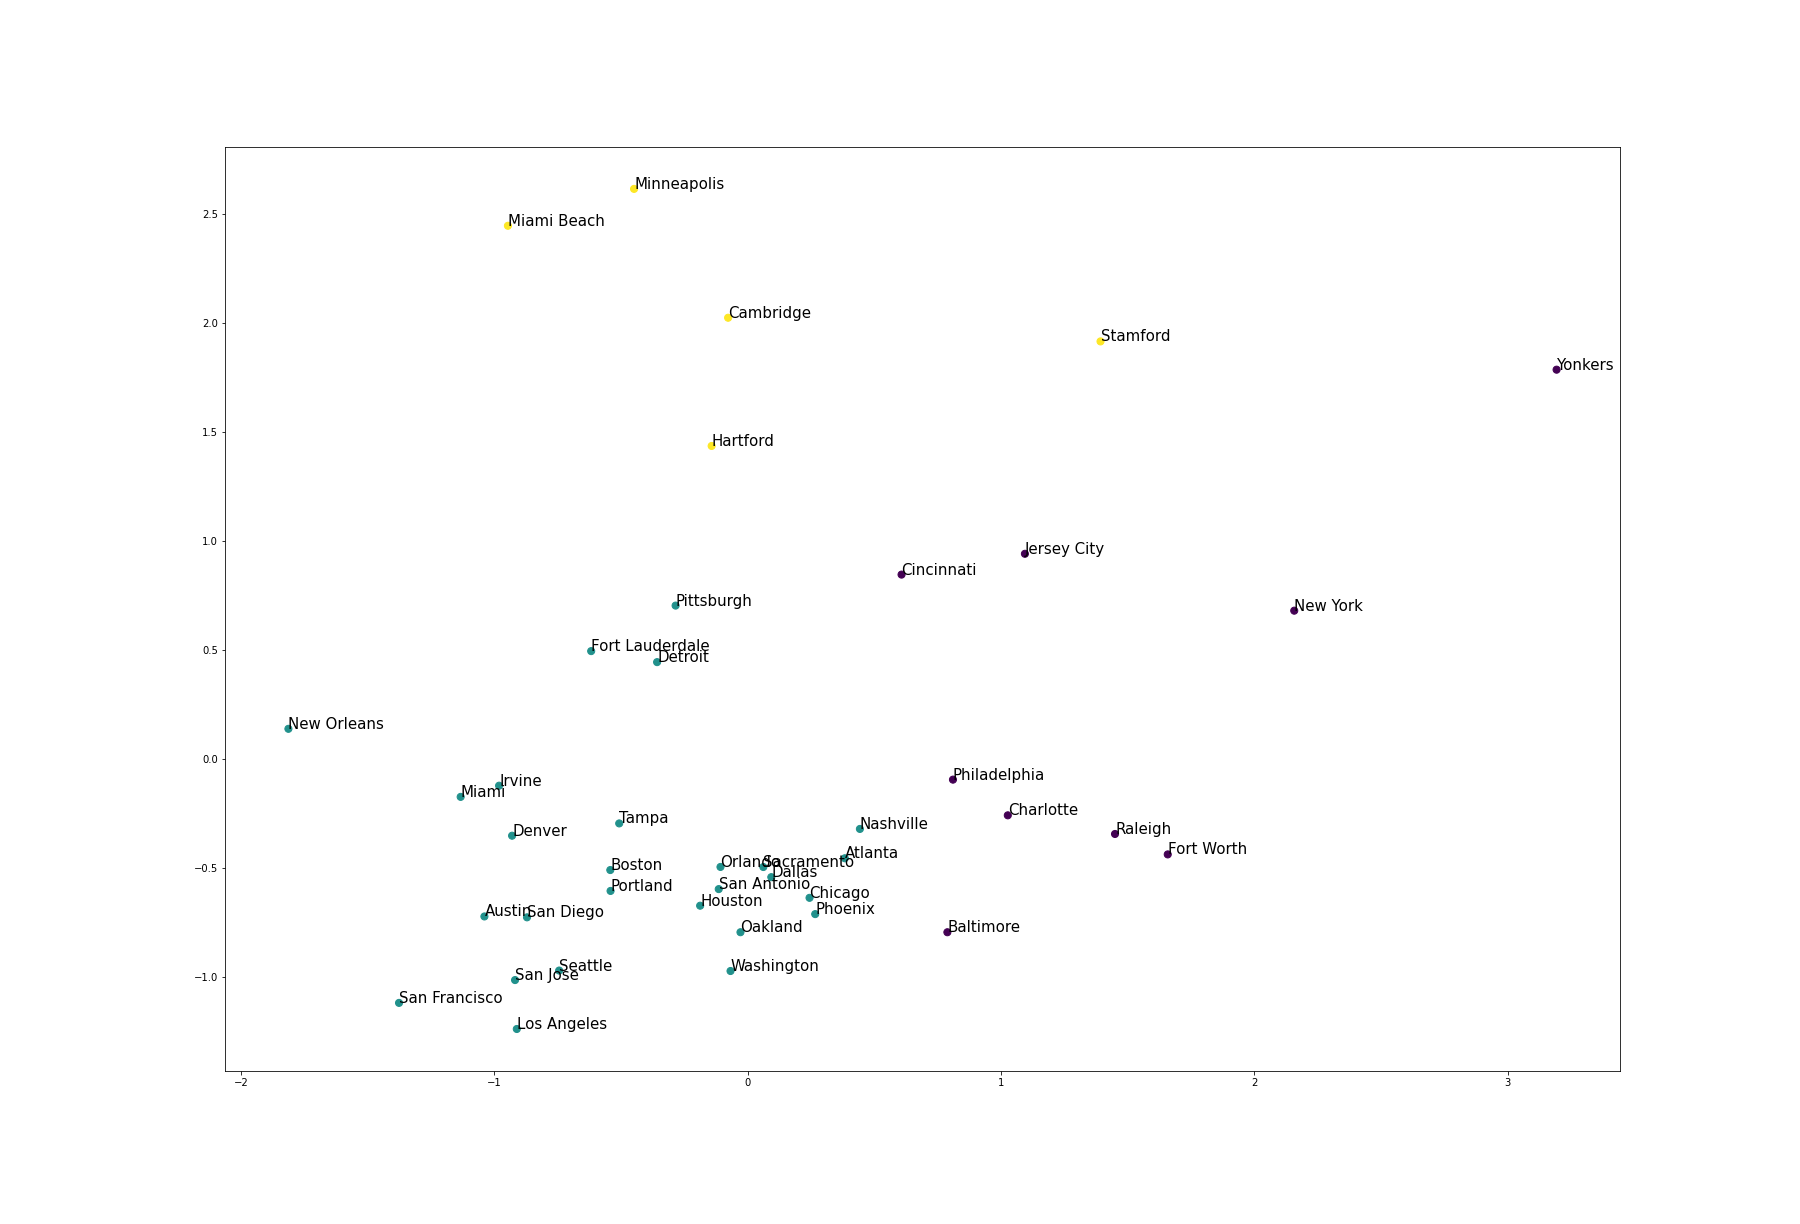 Minneapolis
2.5
Miami Beach
Cambridge
2.0
Stamford
Yonkers
1.5
Hartford
Jersey City
1.0
Cincinnati
Pittsburgh
New York
0.5
Fort Lauderdale
Detroit
New Orleans
0.0
Philadelphia
Irvine
Miami
Charlotte
Tampa
Nashville
Raleigh
Denver
Fort Worth
Atlanta
−0.5
Boston
Orlando
Sacramento
Dallas
Portland
San Antonio
Chicago
Houston
Phoenix
Austin
San Diego
Oakland
Baltimore
−1.0
Seattle
Washington
San Jose
San Francisco
Los Angeles
−2 −1 0 1 2 3